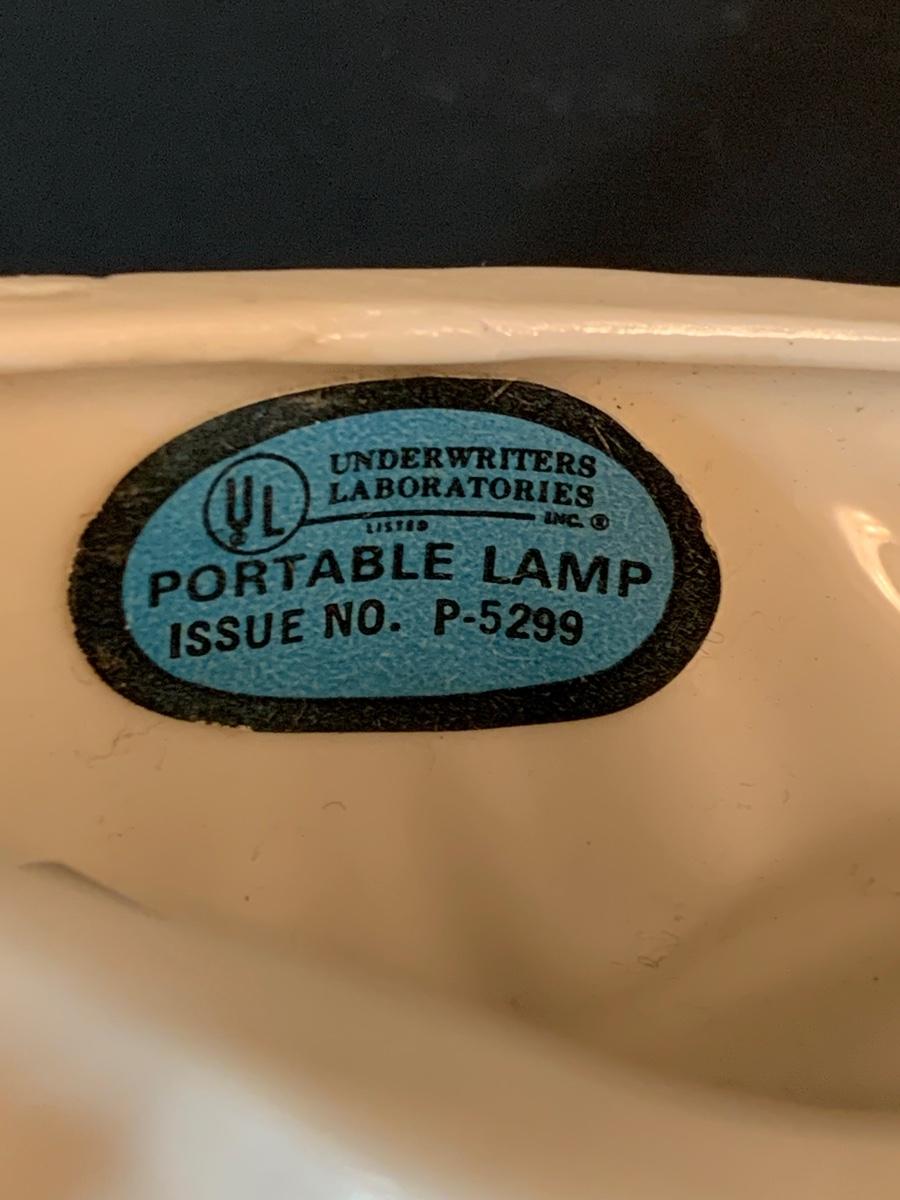 UL UNDERWRITERS
LABORATORIES
LISTED INC. ®
PORTABLE LAMP
ISSUE NO. P-5299